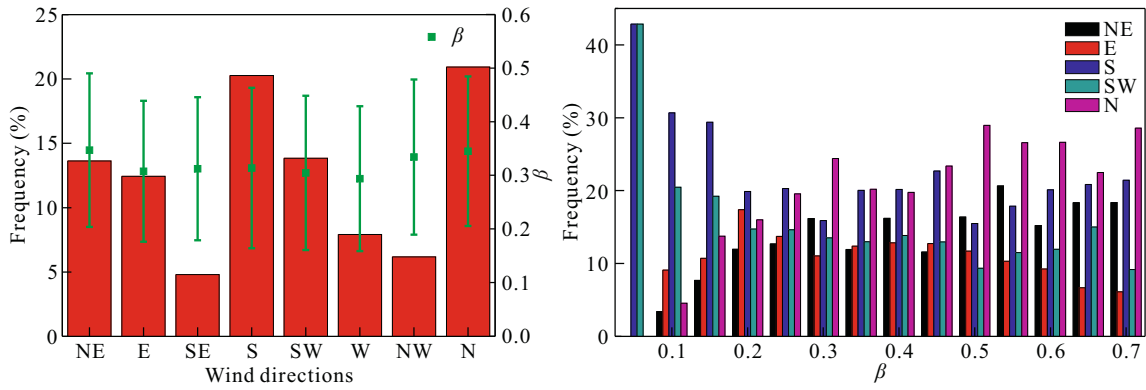 25
20
15
10
5
0
Frequency (%)
0.6
0.5
0.4
0.3
0.2
0.1
0.0
β
β
NE E SE S SW W NW N
Wind directions
40
30
20
10
0
Frequency (%)
NE
E
S
SW
N
0.1 0.2 0.3 0.4 0.5 0.6 0.7
β